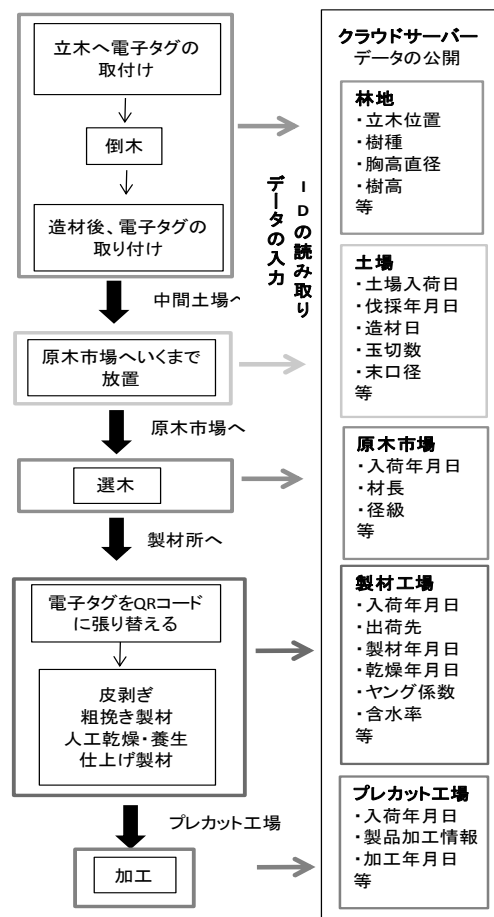 立木へ電子タグの
取付け
倒木
造材後、電子タグの
取り付け
中間土場へ
原木市場へいくまで
放置
原木市場へ
選木
製材所へ
電子タグをQRコード
に張り替える
皮剥ぎ
粗挽き製材
人工乾燥・養生
仕上げ製材
プレカット工場
加工
IDの読み取り
データの入力
クラウドサーバー
データの公開
林地
・立木位置
・樹種
・胸高直径
・樹高
等
土場
・土場入荷日
・伐採年月日
・造材日
・玉切数
・末口径
等
原木市場
・入荷年月日
・材長
・径級
等
製材工場
・入荷年月日
・出荷先
・製材年月日
・乾燥年月日
・ヤング係数
・含水率
等
プレカット工場
・入荷年月日
・製品加工情報
・加工年月日
等